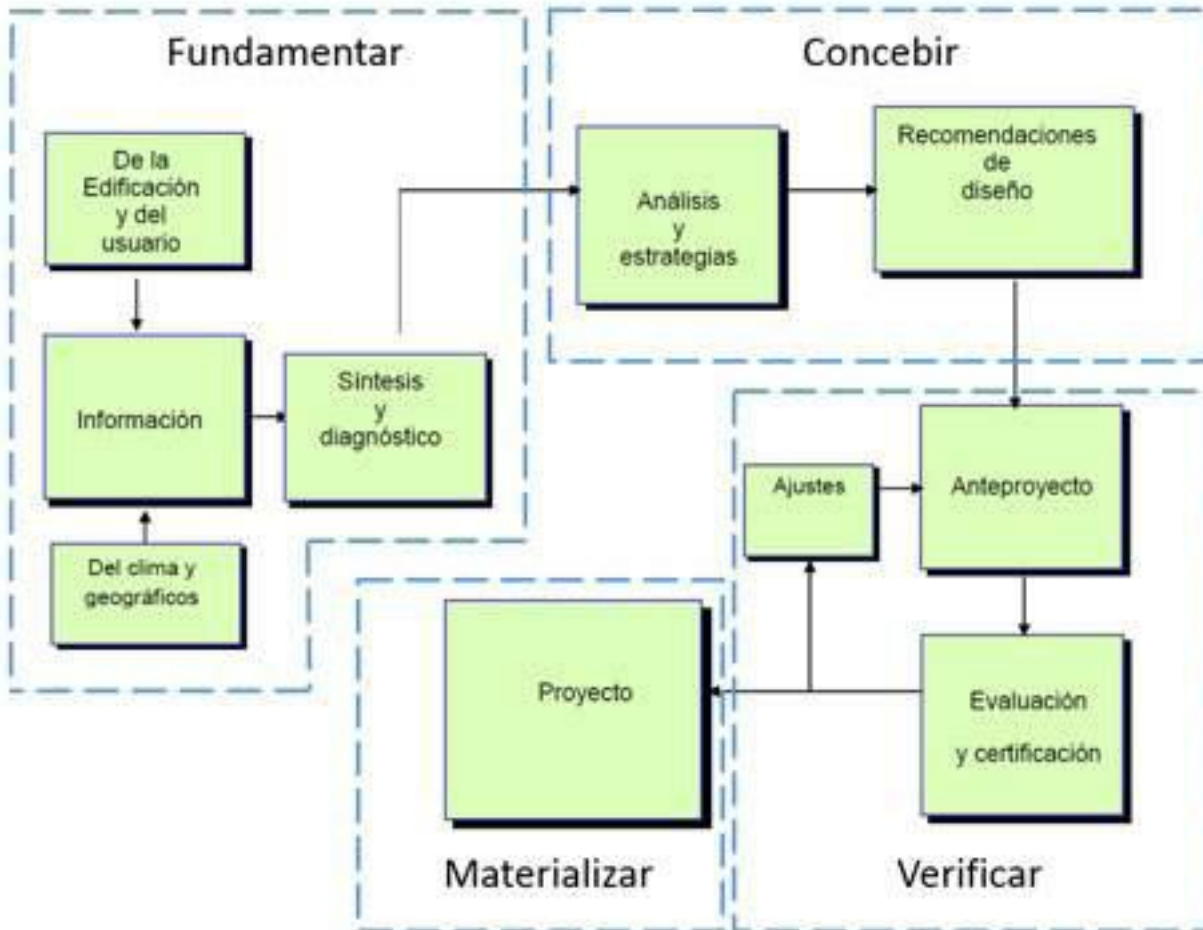 Fundamentar
De la
Edificación
y del
usuario
Información
Del clima y
geográficos
Síntesis
y
diagnóstico
Concebir
Análisis
y
estrategias
Recomendaciones
de
diseño
Anteproyecto
Ajustes
Evaluación
y certificación
Verificar
Proyecto
Materializar